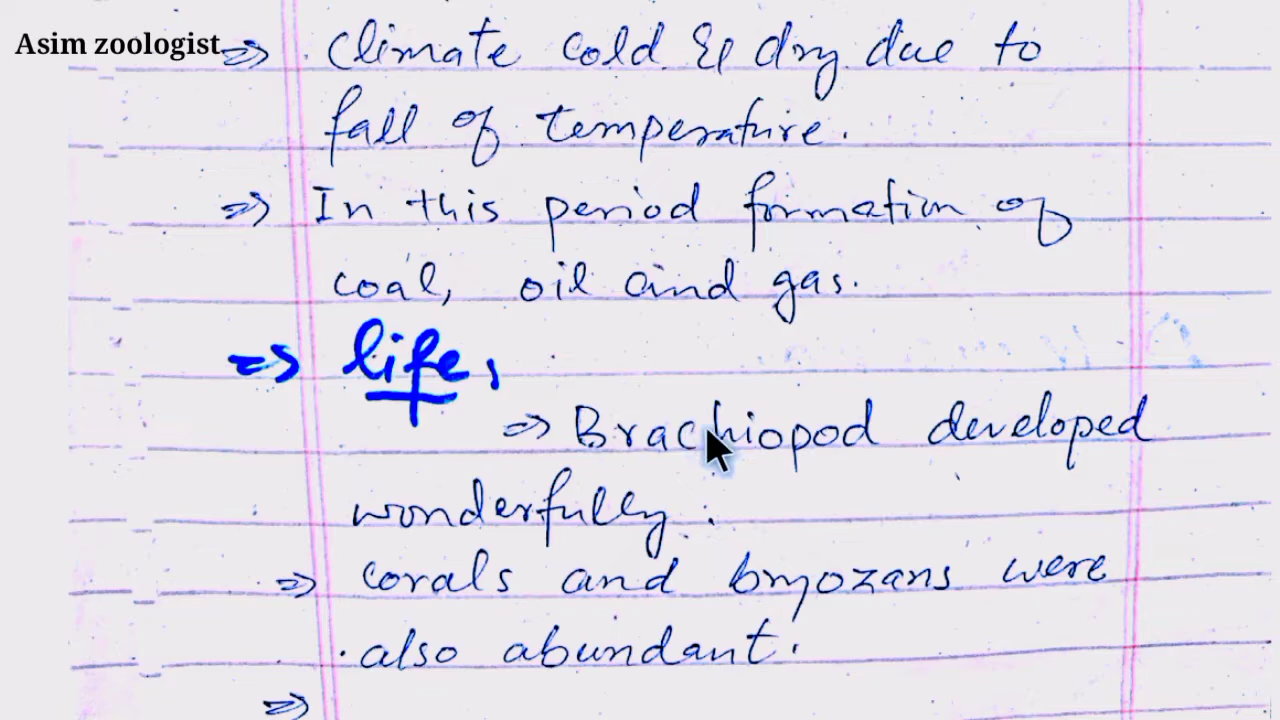 Asim zoologist
⇒ Climate cold & dry due to
fall of temperature.
⇒ In this period formation of
coal, oil and gas.
⇒ life,
⇒ Brachiopod developed
wonderfully.
⇒ corals and bryozans were
also abundant.
⇒